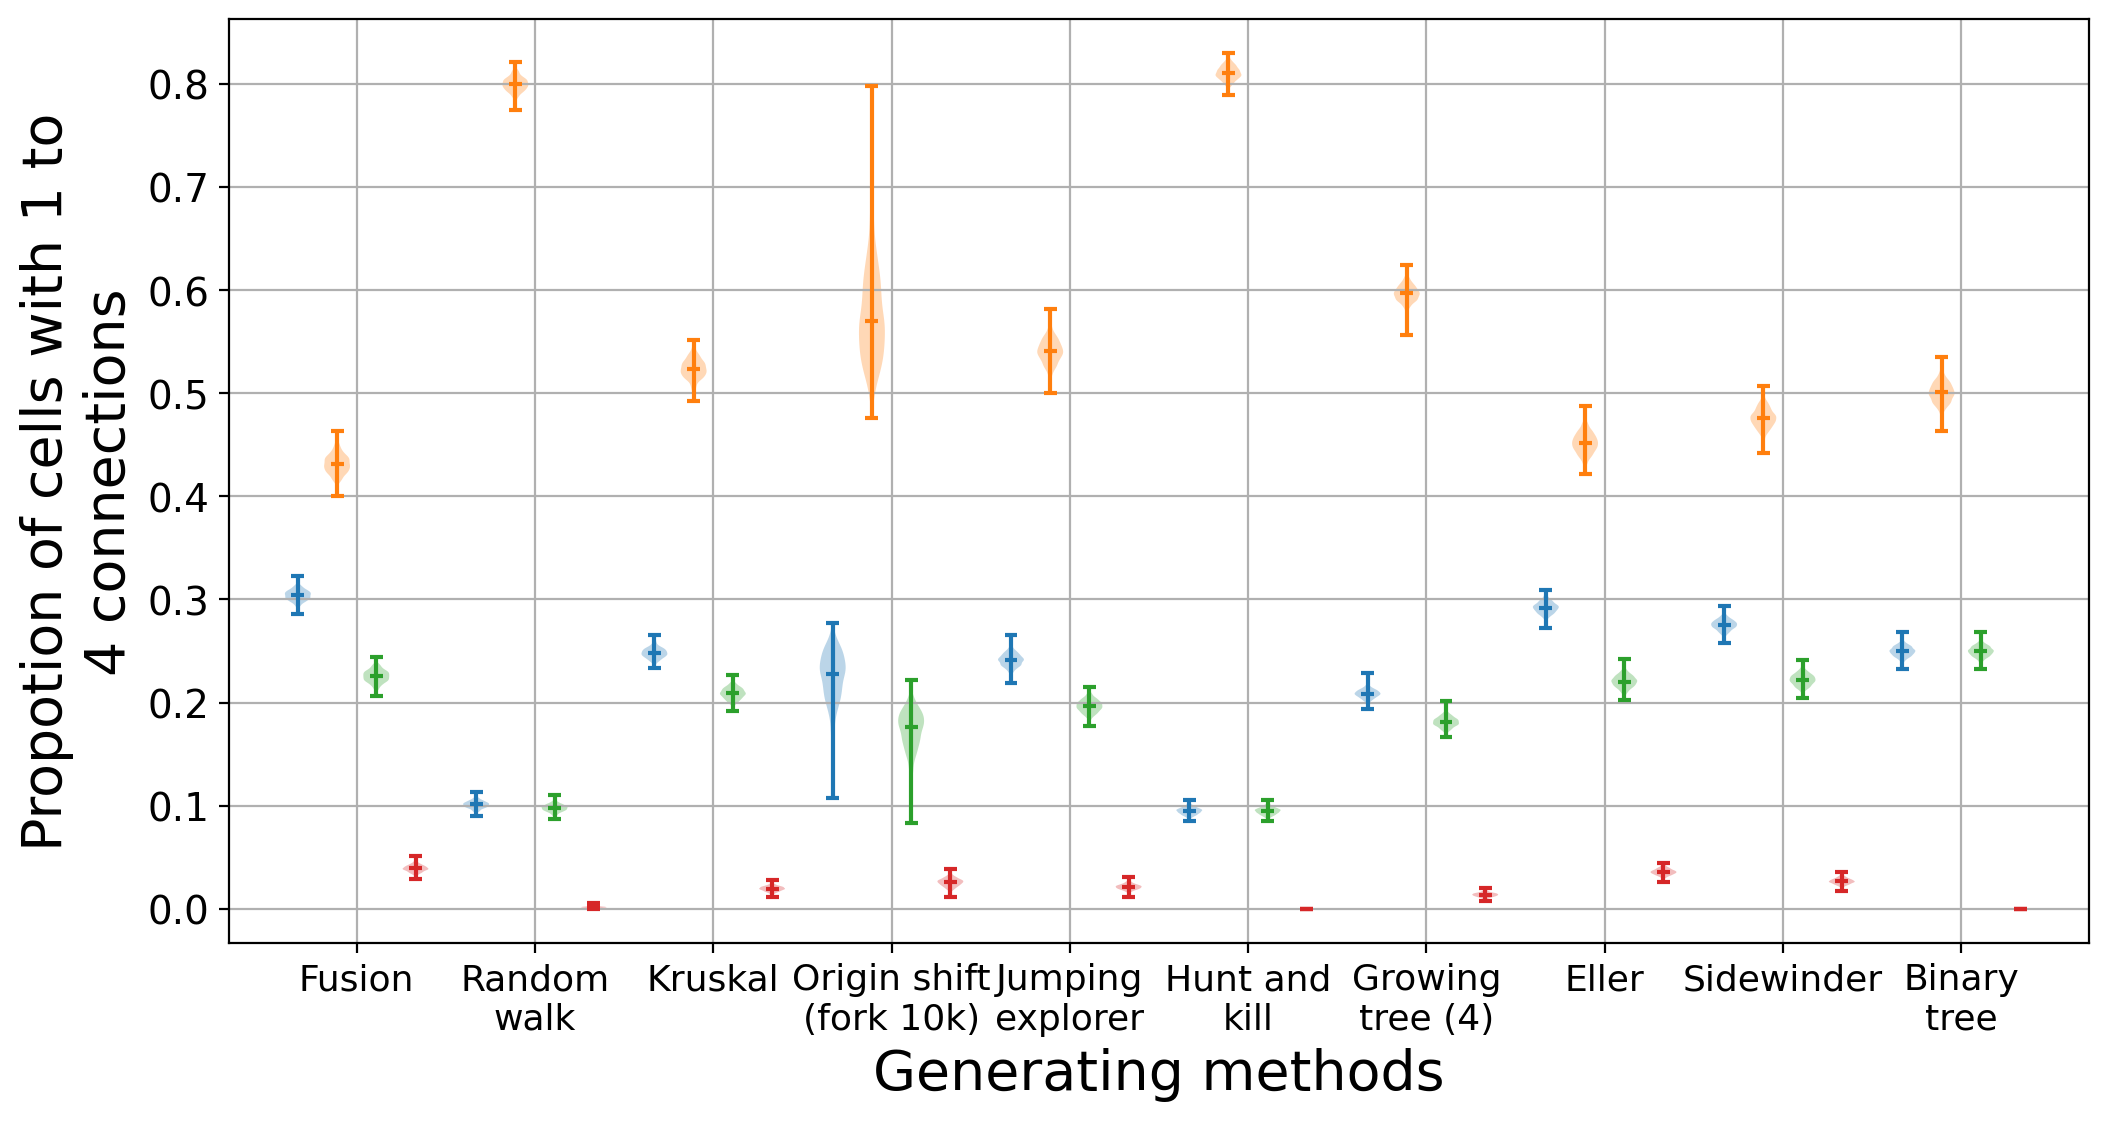 Propotion of cells with 1 to
4 connections
0.8
0.7
0.6
0.5
0.4
0.3
0.2
0.1
0.0
Fusion
Random
walk
Kruskal
Origin shift
(fork 10k)
Jumping
explorer
Hunt and
kill
Growing
tree (4)
Eller
Sidewinder
Binary
tree
Generating methods